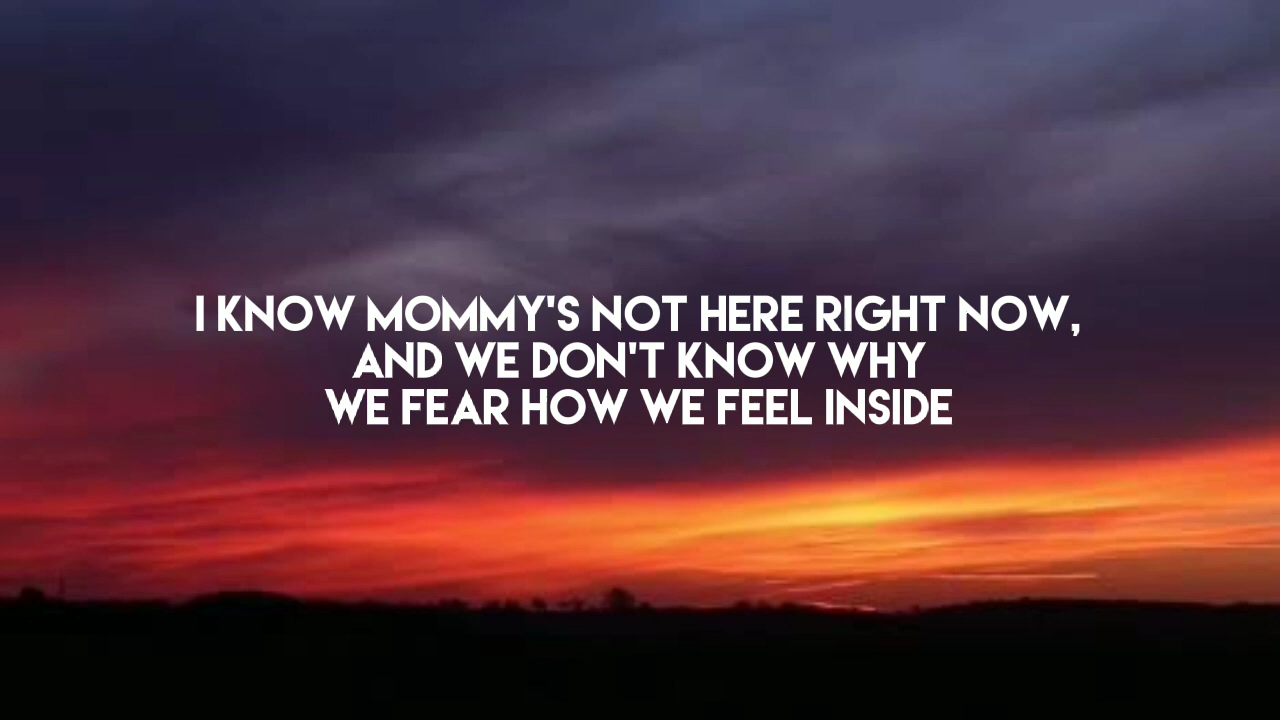 I KNOW MOMMY'S NOT HERE RIGHT NOW,
AND WE DON'T KNOW WHY
WE FEAR HOW WE FEEL INSIDE